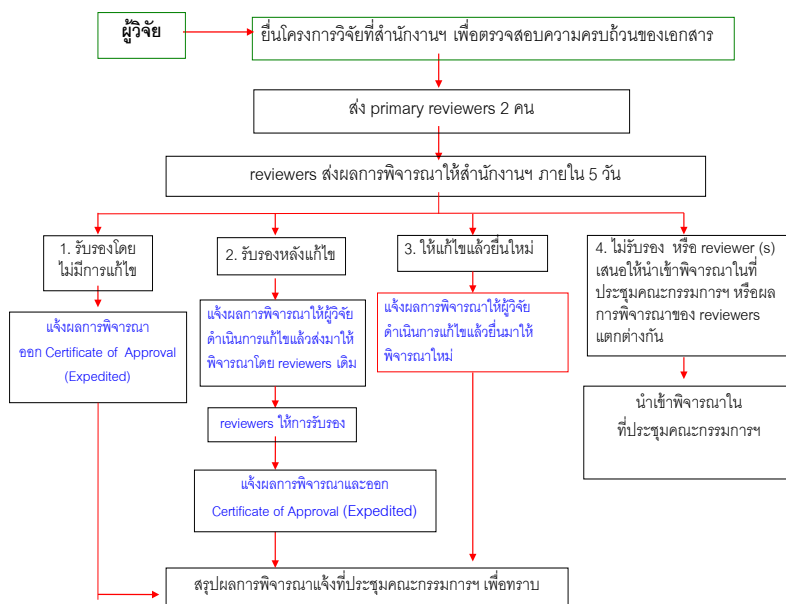 ผู้วิจัย
ยื่นโครงการวิจัยที่สำนักงานฯ เพื่อตรวจสอบความครบถ้วนของเอกสาร
ส่ง primary reviewers 2 คน
reviewers ส่งผลการพิจารณาให้สำนักงานฯ ภายใน 5 วัน
1. รับรองโดย
ไม่มีการแก้ไข
แจ้งผลการพิจารณา
ออก Certificate of Approval
(Expedited)
2. รับรองหลังแก้ไข
แจ้งผลการพิจารณาให้ผู้วิจัย
ดำเนินการแก้ไขแล้วส่งมาให้
พิจารณาโดย reviewers เดิม
reviewers ให้การรับรอง
แจ้งผลการพิจารณาและออก
Certificate of Approval (Expedited)
3. ให้แก้ไขแล้วยื่นใหม่
แจ้งผลการพิจารณาให้ผู้วิจัย
ดำเนินการแก้ไขแล้วยื่นมาให้
พิจารณาใหม่
4. ไม่รับรอง หรือ reviewer (s)
เสนอให้นำเข้าพิจารณาในที่
ประชุมคณะกรรมการฯ หรือผล
การพิจารณาของ reviewers
แตกต่างกัน
นำเข้าพิจารณาใน
ที่ประชุมคณะกรรมการฯ
สรุปผลการพิจารณาแจ้งที่ประชุมคณะกรรมการฯ เพื่อทราบ